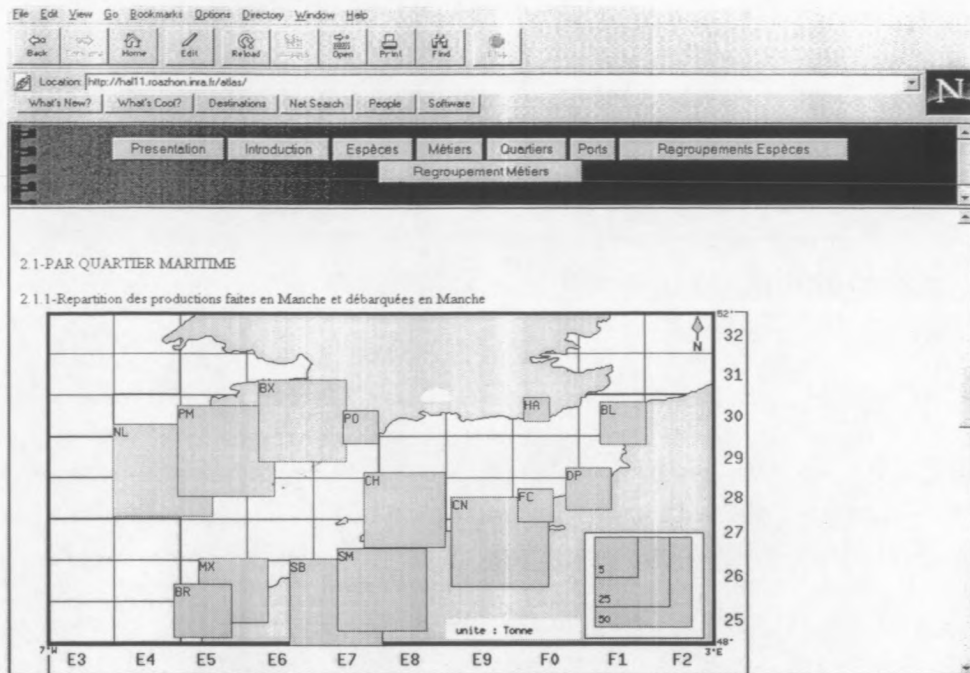 File Edit View Go Bookmarks Options Directory Window Help
Back Home Edit Reload Open Print Find
Location: http://hal11.roazhon.inra.fr/atlas/
What's New? What's Cool? Destinations Net Search People Software
N
Presentation Introduction Espèces Métiers Quartiers Ports Regroupements Espèces
Regroupement Métiers
2.1-PAR QUARTIER MARITIME
2.1.1-Repartition des productions faites en Manche et débarquées en Manche
52°
N
32
31
BX
HA
BL
PM
PO
30
NL
29
CH
DP
28
CN
FC
27
SM
MX
SB
26
BR
5
25
50
25
unite : Tonne
48°
7°W
3°E
E3 E4 E5 E6 E7 E8 E9 F0 F1 F2